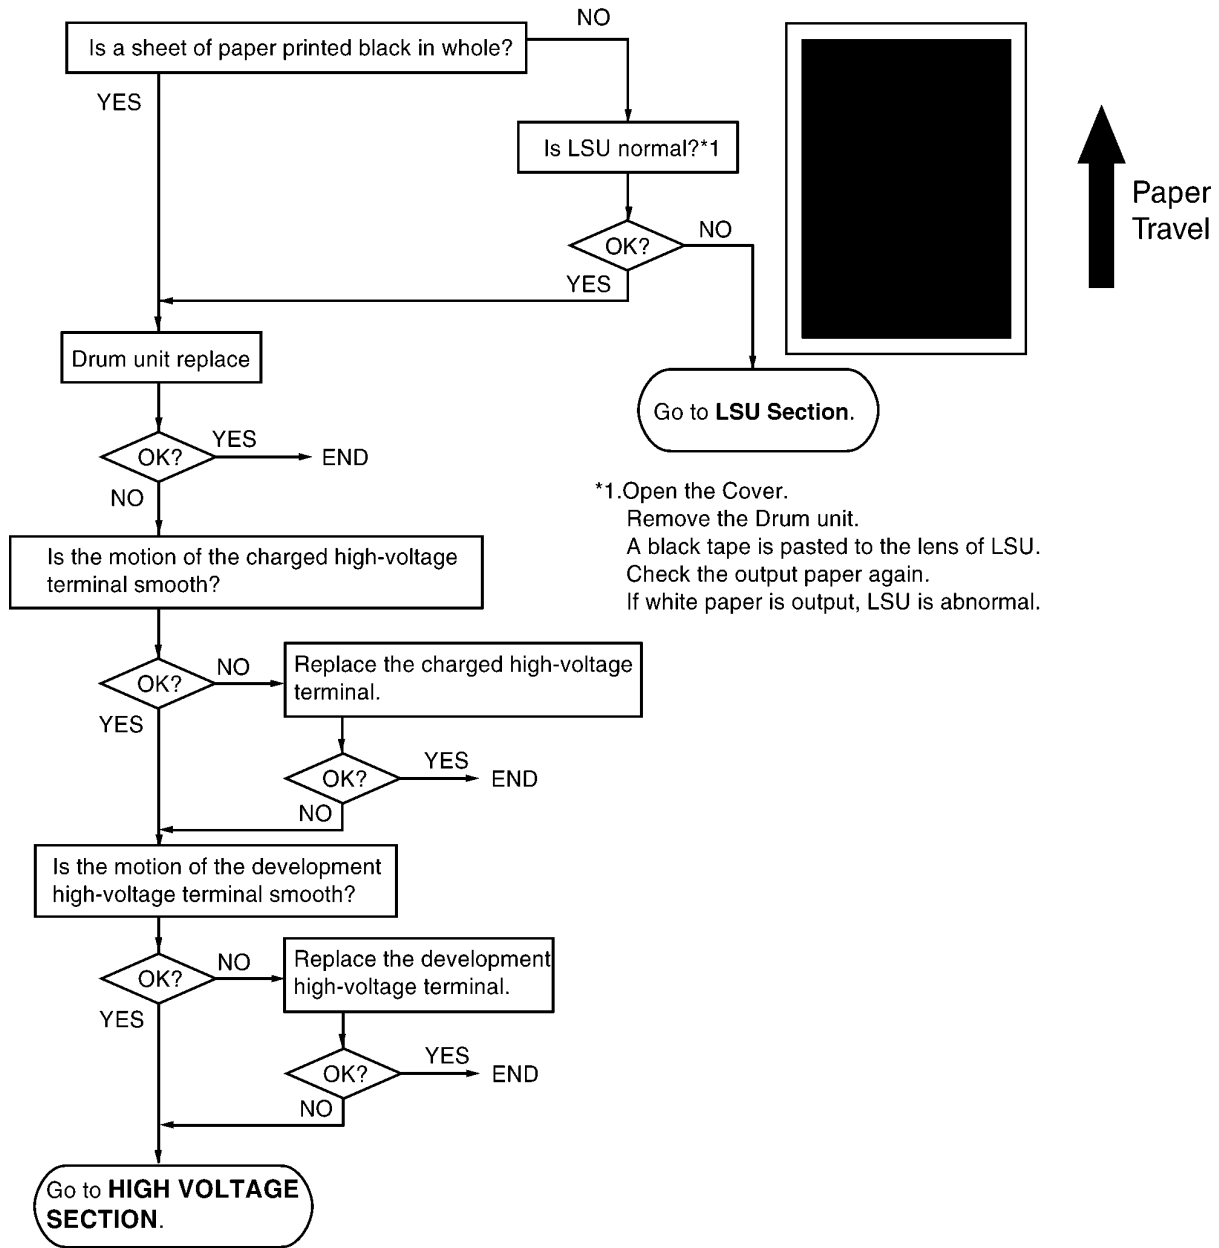 NO
Is a sheet of paper printed black in whole?
YES
Is LSU normal?*1
Paper
Travel
OK?
NO
YES
Drum unit replace
Go to LSU Section.
OK?
YES
END
NO
*1.Open the Cover.
Remove the Drum unit.
A black tape is pasted to the lens of LSU.
Check the output paper again.
If white paper is output, LSU is abnormal.
Is the motion of the charged high-voltage
terminal smooth?
OK?
NO
Replace the charged high-voltage
terminal.
YES
OK?
YES
END
NO
Is the motion of the development
high-voltage terminal smooth?
OK?
NO
Replace the development
high-voltage terminal.
YES
OK?
YES
END
NO
Go to HIGH VOLTAGE
SECTION.